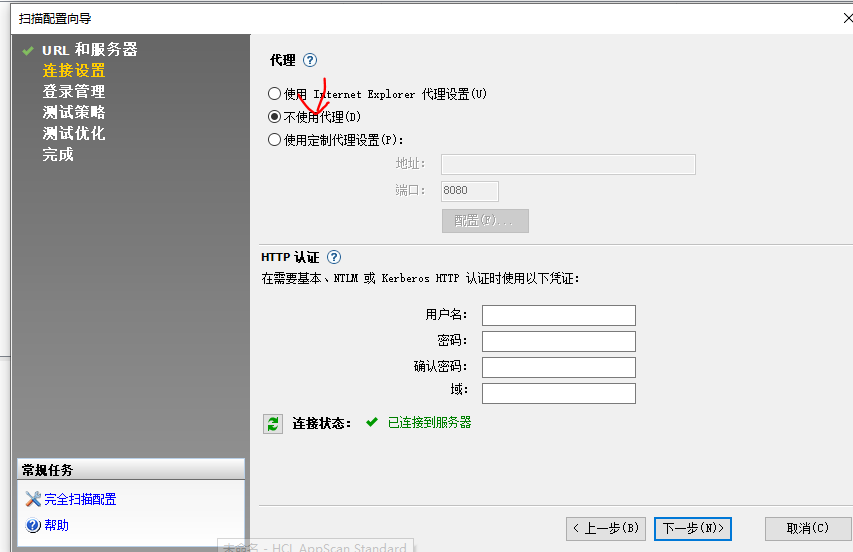 扫描配置向导
URL 和服务器
连接设置
登录管理
测试策略
测试优化
完成
代理
使用 Internet Explorer 代理设置(U)
不使用代理(D)
使用定制代理设置(P):
地址:
端口: 8080
配置(F)...
HTTP 认证
在需要基本、NTLM 或 Kerberos HTTP 认证时使用以下凭证:
用户名:
密码:
确认密码:
域:
连接状态: 已连接到服务器
常规任务
完全扫描配置
帮助
< 上一步(B) 下一步(N)> 取消(C)
未命名 - HCL AppScan Standard